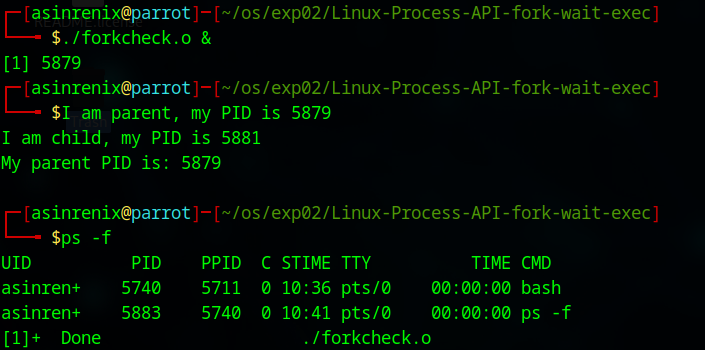 ┌─[asinrenix@parrot]─[~/os/exp02/Linux-Process-API-fork-wait-exec]
└──╼ $./forkcheck.o &
[1] 5879
┌─[asinrenix@parrot]─[~/os/exp02/Linux-Process-API-fork-wait-exec]
└──╼ $I am parent, my PID is 5879
I am child, my PID is 5881
My parent PID is: 5879
┌─[asinrenix@parrot]─[~/os/exp02/Linux-Process-API-fork-wait-exec]
└──╼ $ps -f
UID          PID    PPID  C STIME TTY          TIME CMD
asinren+    5740    5711  0 10:36 pts/0    00:00:00 bash
asinren+    5883    5740  0 10:41 pts/0    00:00:00 ps -f
[1]+  Done                    ./forkcheck.o